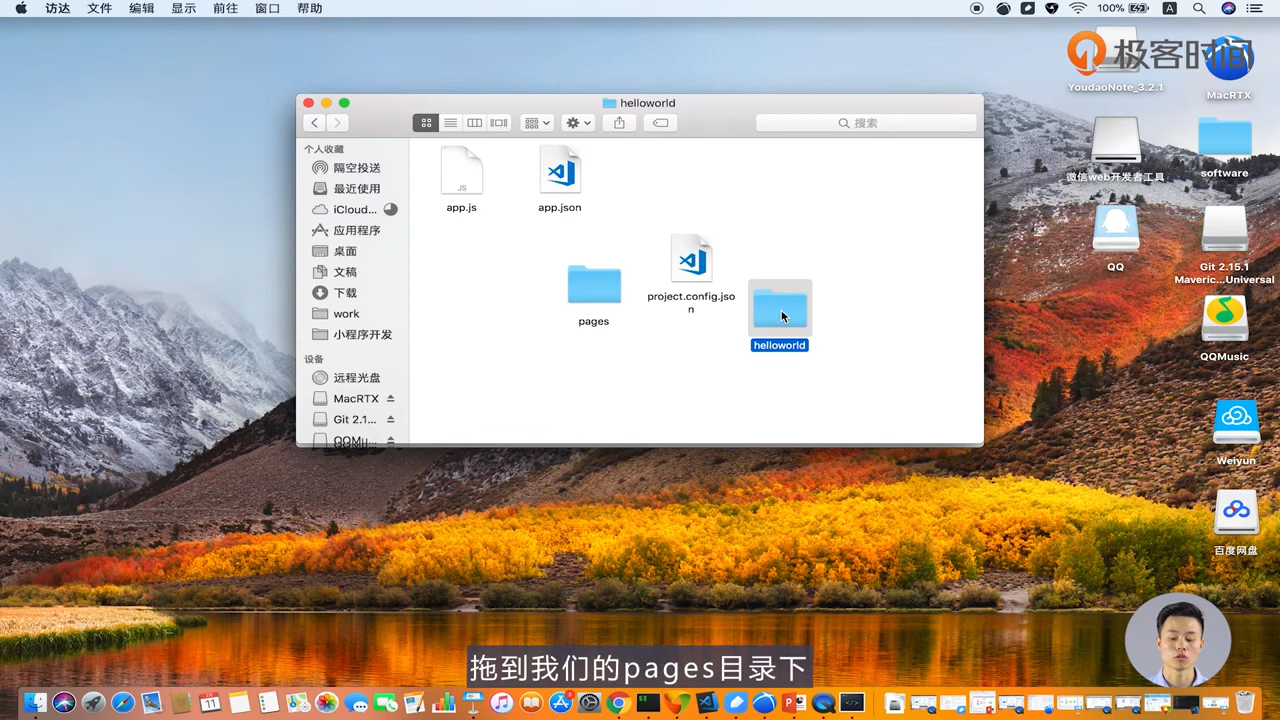 访达 文件 编辑 显示 前往 窗口 帮助
100%
A
极客时间
YoudaoNote_3.2.1
MacRTX
helloworld
搜索
个人收藏
隔空投送
最近使用
iCloud...
应用程序
桌面
文稿
下载
work
小程序开发
设备
远程光盘
MacRTX
Git 2.1...
QQMu...
JS
app.js
app.json
pages
project.config.jso
n
helloworld
微信web开发者工具
software
QQ
Git 2.15.1
Maveric...Universal
QQMusic
Weiyun
百度网盘
拖到我们的pages目录下
11